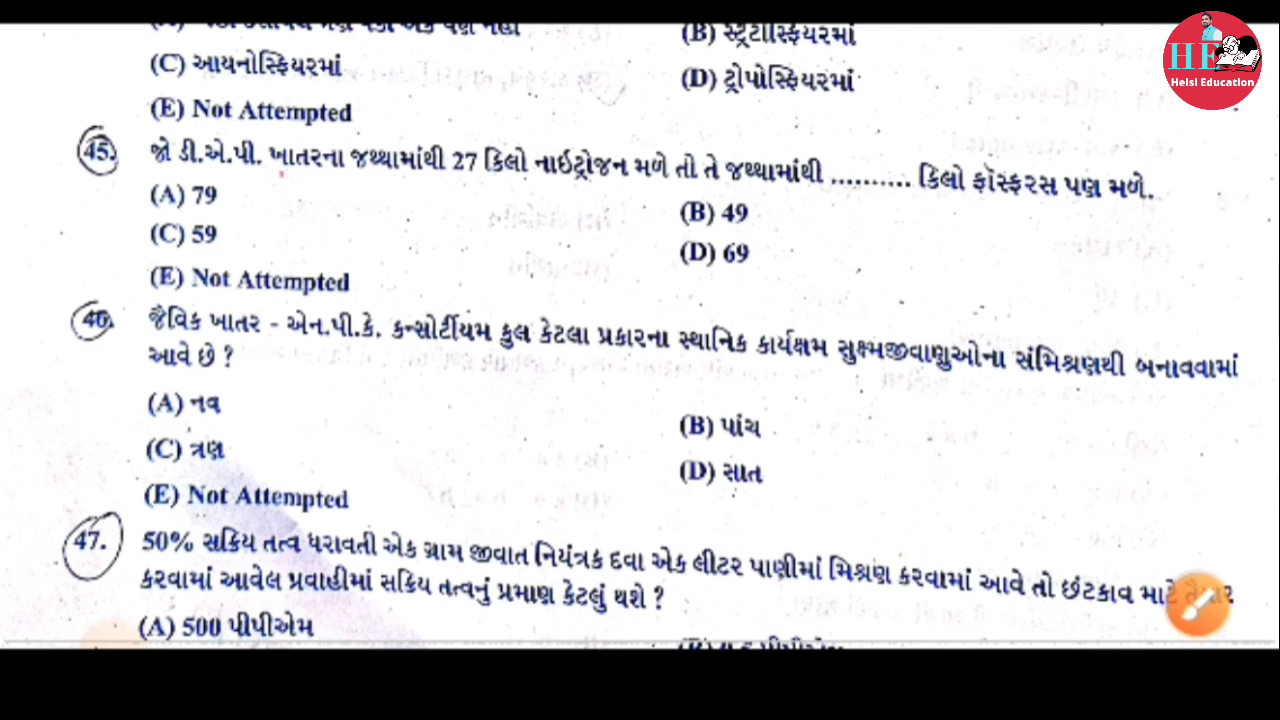 (B) સ્ટ્રેટોસ્ફિયરમાં
(C) આયનોસ્ફિયરમાં
(D) ટ્રોપોસ્ફિયરમાં
(E) Not Attempted
45. જો ડી.એ.પી. ખાતરના જથ્થામાંથી 27 કિલો નાઈટ્રોજન મળે તો તે જથ્થામાંથી .......... કિલો ફૉસ્ફરસ પણ મળે.
(A) 79
(B) 49
(C) 59
(D) 69
(E) Not Attempted
46. જૈવિક ખાતર - એન.પી.કે. કન્સોર્ટીયમ કુલ કેટલા પ્રકારના સ્થાનિક કાર્યક્ષમ સુક્ષ્મજીવાણુઓના સંમિશ્રણથી બનાવવામાં
આવે છે ?
(A) નવ
(B) પાંચ
(C) ત્રણ
(D) સાત
(E) Not Attempted
47. 50% સક્રિય તત્વ ધરાવતી એક ગ્રામ જીવાત નિયંત્રક દવા એક લીટર પાણીમાં મિશ્રણ કરવામાં આવે તો છંટકાવ માટે
કરવામાં આવેલ પ્રવાહીમાં સક્રિય તત્વનું પ્રમાણ કેટલું થશે ?
(A) 500 પીપીએમ
HE
Helsi Education